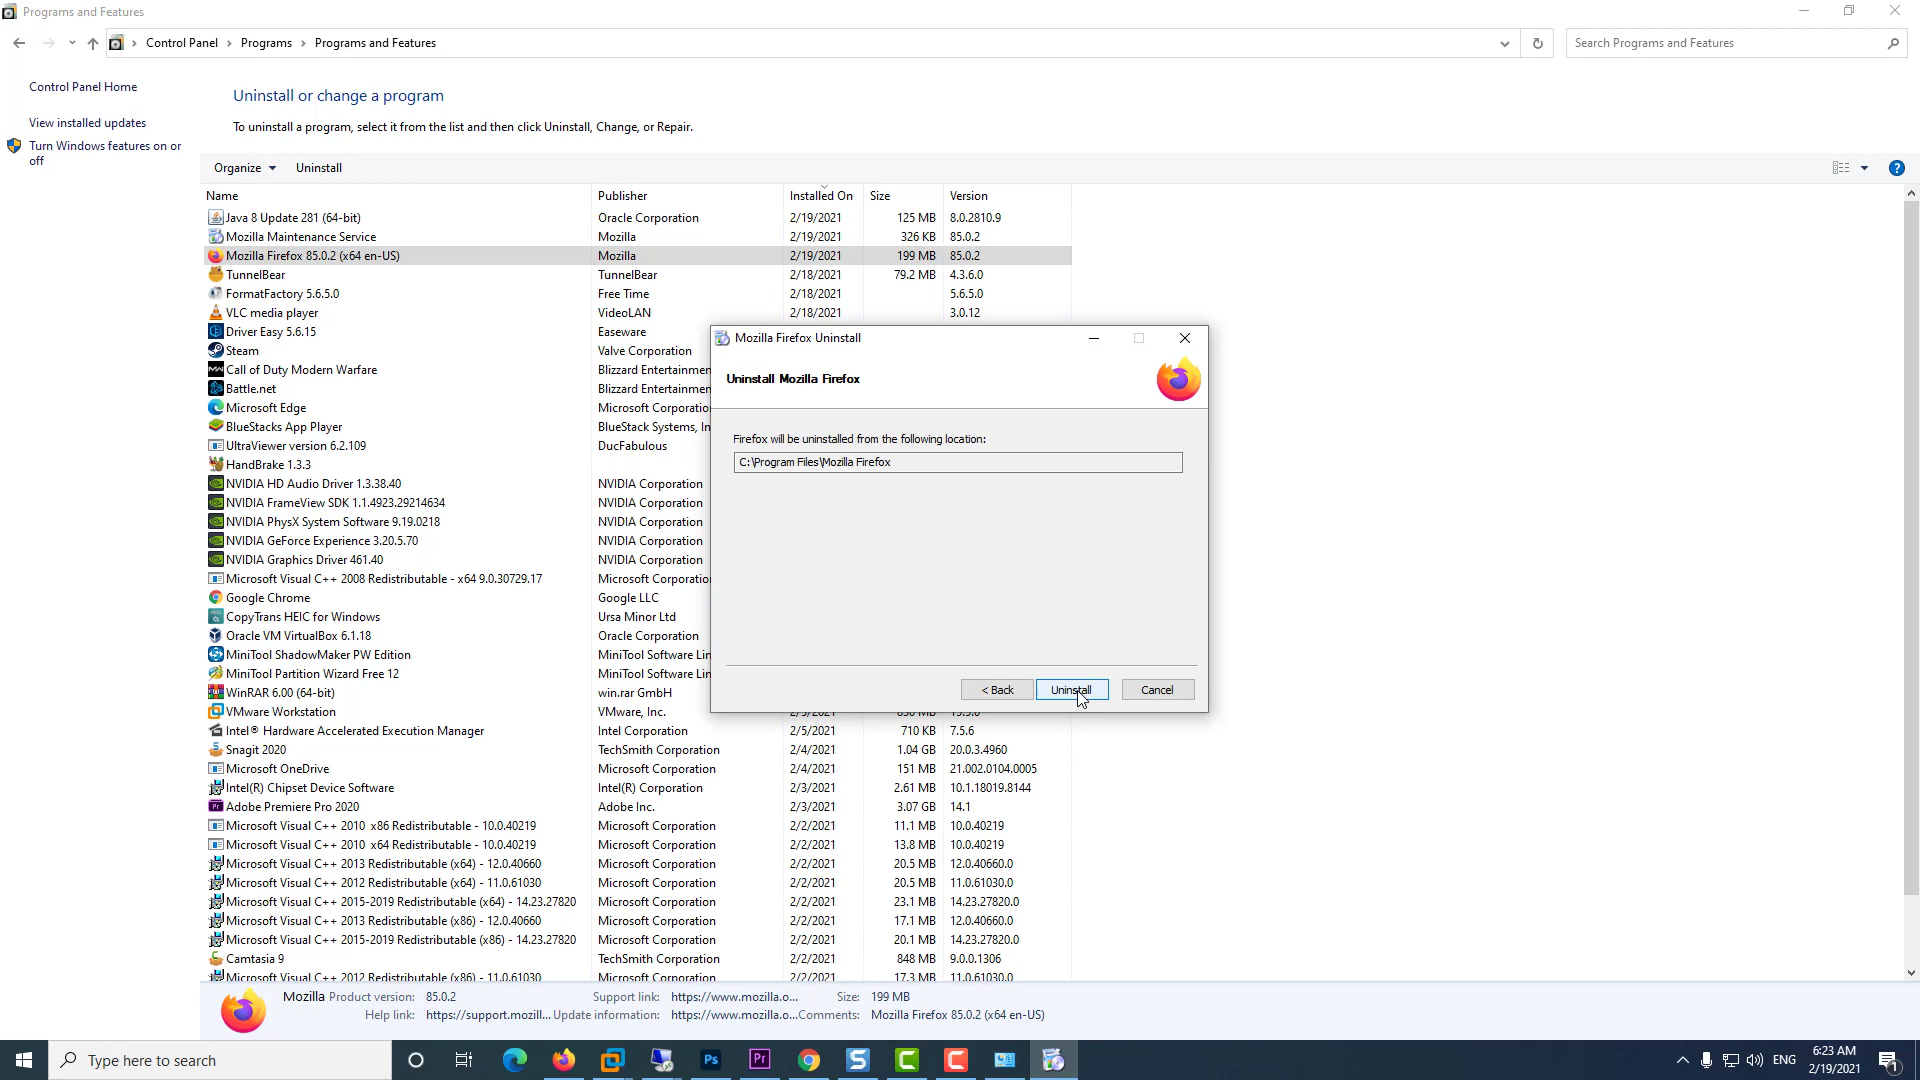 Programs and Features
Control Panel > Programs > Programs and Features
Search Programs and Features
Control Panel Home
View installed updates
Turn Windows features on or
off
Uninstall or change a program
To uninstall a program, select it from the list and then click Uninstall, Change, or Repair.
Organize Uninstall
Name Publisher Installed On Size Version
Java 8 Update 281 (64-bit) Oracle Corporation 2/19/2021 125 MB 8.0.2810.9
Mozilla Maintenance Service Mozilla 2/19/2021 326 KB 85.0.2
Mozilla Firefox 85.0.2 (x64 en-US) Mozilla 2/19/2021 199 MB 85.0.2
TunnelBear TunnelBear 2/18/2021 79.2 MB 4.3.6.0
FormatFactory 5.6.5.0 Free Time 2/18/2021 5.6.5.0
VLC media player VideoLAN 2/18/2021 3.0.12
Driver Easy 5.6.15 Easeware
Steam Valve Corporation
Call of Duty Modern Warfare Blizzard Entertainmen
Battle.net Blizzard Entertainmen
Microsoft Edge Microsoft Corporatio
BlueStacks App Player BlueStack Systems, In
UltraViewer version 6.2.109 DucFabulous
HandBrake 1.3.3
NVIDIA HD Audio Driver 1.3.38.40 NVIDIA Corporation
NVIDIA FrameView SDK 1.1.4923.29214634 NVIDIA Corporation
NVIDIA PhysX System Software 9.19.0218 NVIDIA Corporation
NVIDIA GeForce Experience 3.20.5.70 NVIDIA Corporation
NVIDIA Graphics Driver 461.40 NVIDIA Corporation
Microsoft Visual C++ 2008 Redistributable - x64 9.0.30729.17 Microsoft Corporatio
Google Chrome Google LLC
CopyTrans HEIC for Windows Ursa Minor Ltd
Oracle VM VirtualBox 6.1.18 Oracle Corporation
MiniTool ShadowMaker PW Edition MiniTool Software Lin
MiniTool Partition Wizard Free 12 MiniTool Software Lin
WinRAR 6.00 (64-bit) win.rar GmbH
VMware Workstation VMware, Inc.
Intel® Hardware Accelerated Execution Manager Intel Corporation 2/5/2021 710 KB 7.5.6
Snagit 2020 TechSmith Corporation 2/4/2021 1.04 GB 20.0.3.4960
Microsoft OneDrive Microsoft Corporation 2/4/2021 151 MB 21.002.0104.0005
Intel(R) Chipset Device Software Intel(R) Corporation 2/3/2021 2.61 MB 10.1.18019.8144
Adobe Premiere Pro 2020 Adobe Inc. 2/3/2021 3.07 GB 14.1
Microsoft Visual C++ 2010 x86 Redistributable - 10.0.40219 Microsoft Corporation 2/2/2021 11.1 MB 10.0.40219
Microsoft Visual C++ 2010 x64 Redistributable - 10.0.40219 Microsoft Corporation 2/2/2021 13.8 MB 10.0.40219
Microsoft Visual C++ 2013 Redistributable (x64) - 12.0.40660 Microsoft Corporation 2/2/2021 20.5 MB 12.0.40660.0
Microsoft Visual C++ 2012 Redistributable (x64) - 11.0.61030 Microsoft Corporation 2/2/2021 20.5 MB 11.0.61030.0
Microsoft Visual C++ 2015-2019 Redistributable (x64) - 14.23.27820 Microsoft Corporation 2/2/2021 23.1 MB 14.23.27820.0
Microsoft Visual C++ 2013 Redistributable (x86) - 12.0.40660 Microsoft Corporation 2/2/2021 17.1 MB 12.0.40660.0
Microsoft Visual C++ 2015-2019 Redistributable (x86) - 14.23.27820 Microsoft Corporation 2/2/2021 20.1 MB 14.23.27820.0
Camtasia 9 TechSmith Corporation 2/2/2021 848 MB 9.0.0.1306
Microsoft Visual C++ 2012 Redistributable (x86) - 11.0.61030 Microsoft Corporation 2/2/2021 17.3 MB 11.0.61030.0
Mozilla Firefox Uninstall
Uninstall Mozilla Firefox
Firefox will be uninstalled from the following location:
C:\Program Files\Mozilla Firefox
< Back Uninstall Cancel
Mozilla Product version: 85.0.2 Support link: https://www.mozilla.o... Size: 199 MB
Help link: https://support.mozill... Update information: https://www.mozilla.o... Comments: Mozilla Firefox 85.0.2 (x64 en-US)
Type here to search
Ps
Pr
ENG
6:23 AM
2/19/2021
1